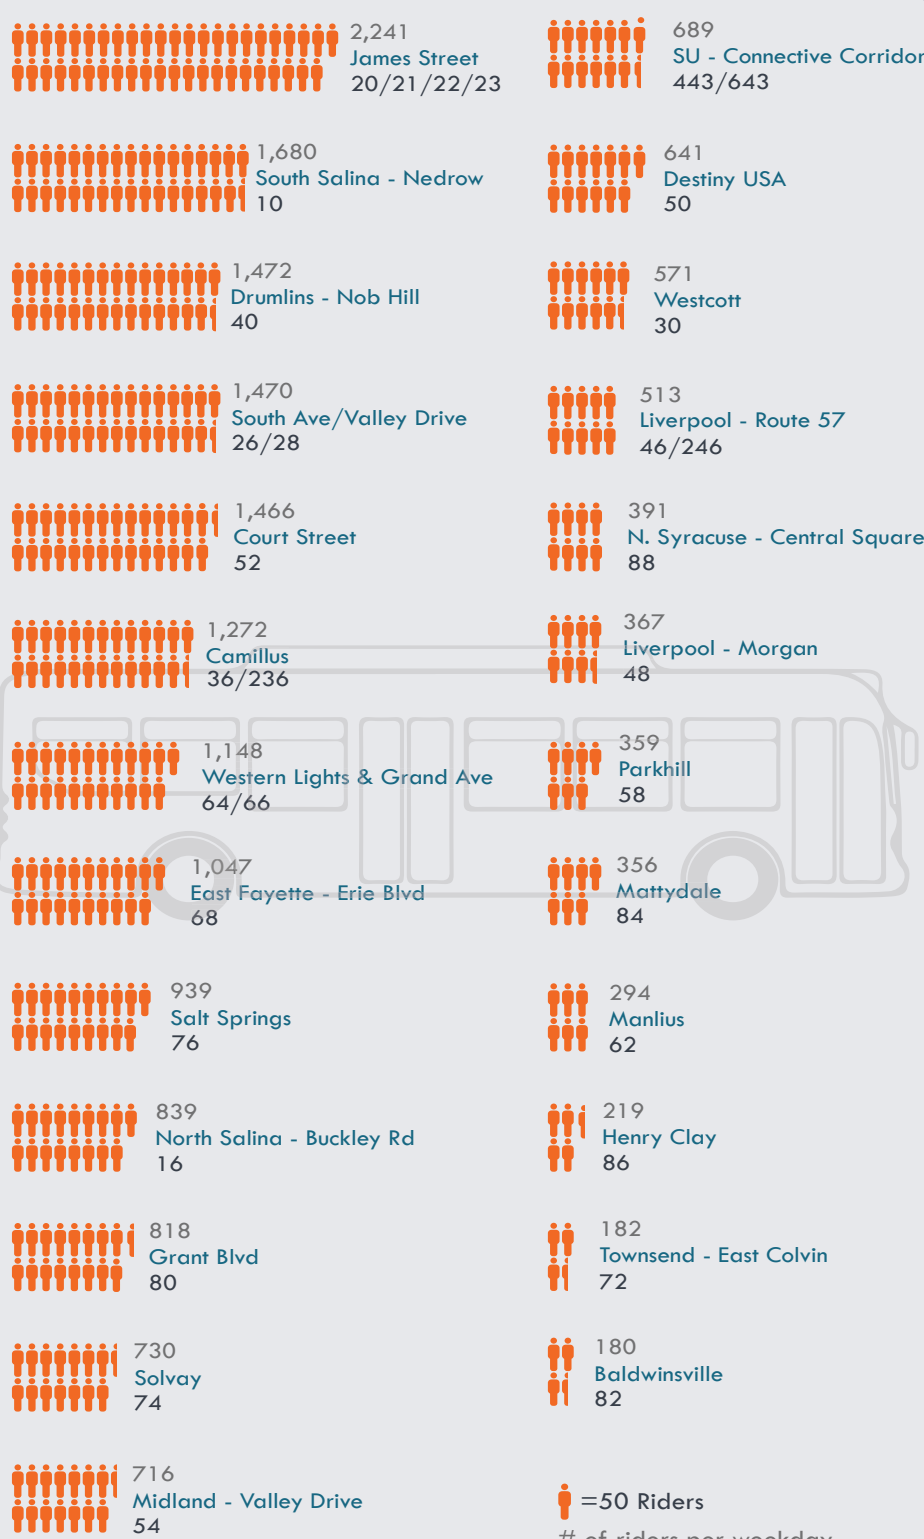 2,241
James Street
20/21/22/23
1,680
South Salina - Nedrow
10
1,472
Drumlins - Nob Hill
40
1,470
South Ave/Valley Drive
26/28
1,466
Court Street
52
1,272
Camillus
36/236
1,148
Western Lights & Grand Ave
64/66
1,047
East Fayette - Erie Blvd
68
939
Salt Springs
76
839
North Salina - Buckley Rd
16
818
Grant Blvd
80
730
Solvay
74
716
Midland - Valley Drive
54
689
SU - Connective Corridor
443/643
641
Destiny USA
50
571
Westcott
30
513
Liverpool - Route 57
46/246
391
N. Syracuse - Central Square
88
367
Liverpool - Morgan
48
359
Parkhill
58
356
Mattydale
84
294
Manlius
62
219
Henry Clay
86
182
Townsend - East Colvin
72
180
Baldwinsville
82
=50 Riders
# of riders per weekday